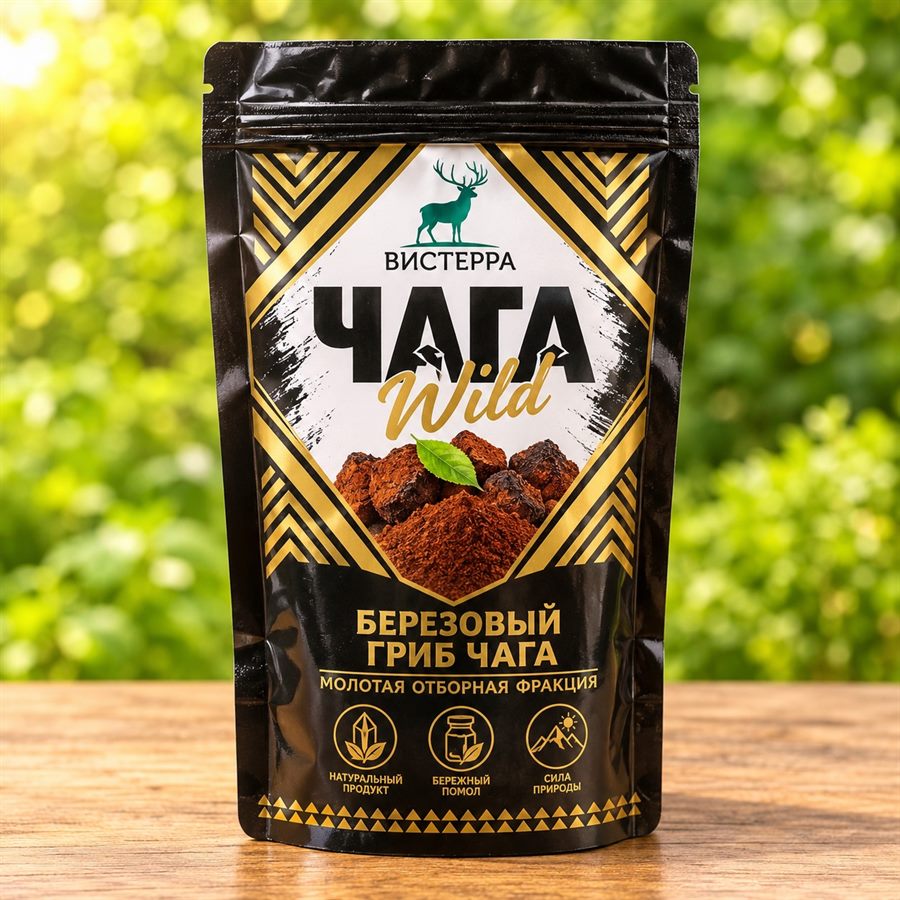 ВИСТЕРРА
ЧАГА
Wild
БЕРЕЗОВЫЙ
ГРИБ ЧАГА
МОЛОТАЯ ОТБОРНАЯ ФРАКЦИЯ
НАТУРАЛЬНЫЙ
ПРОДУКТ
БЕРЕЖНЫЙ
ПОМОЛ
СИЛА
ПРИРОДЫ